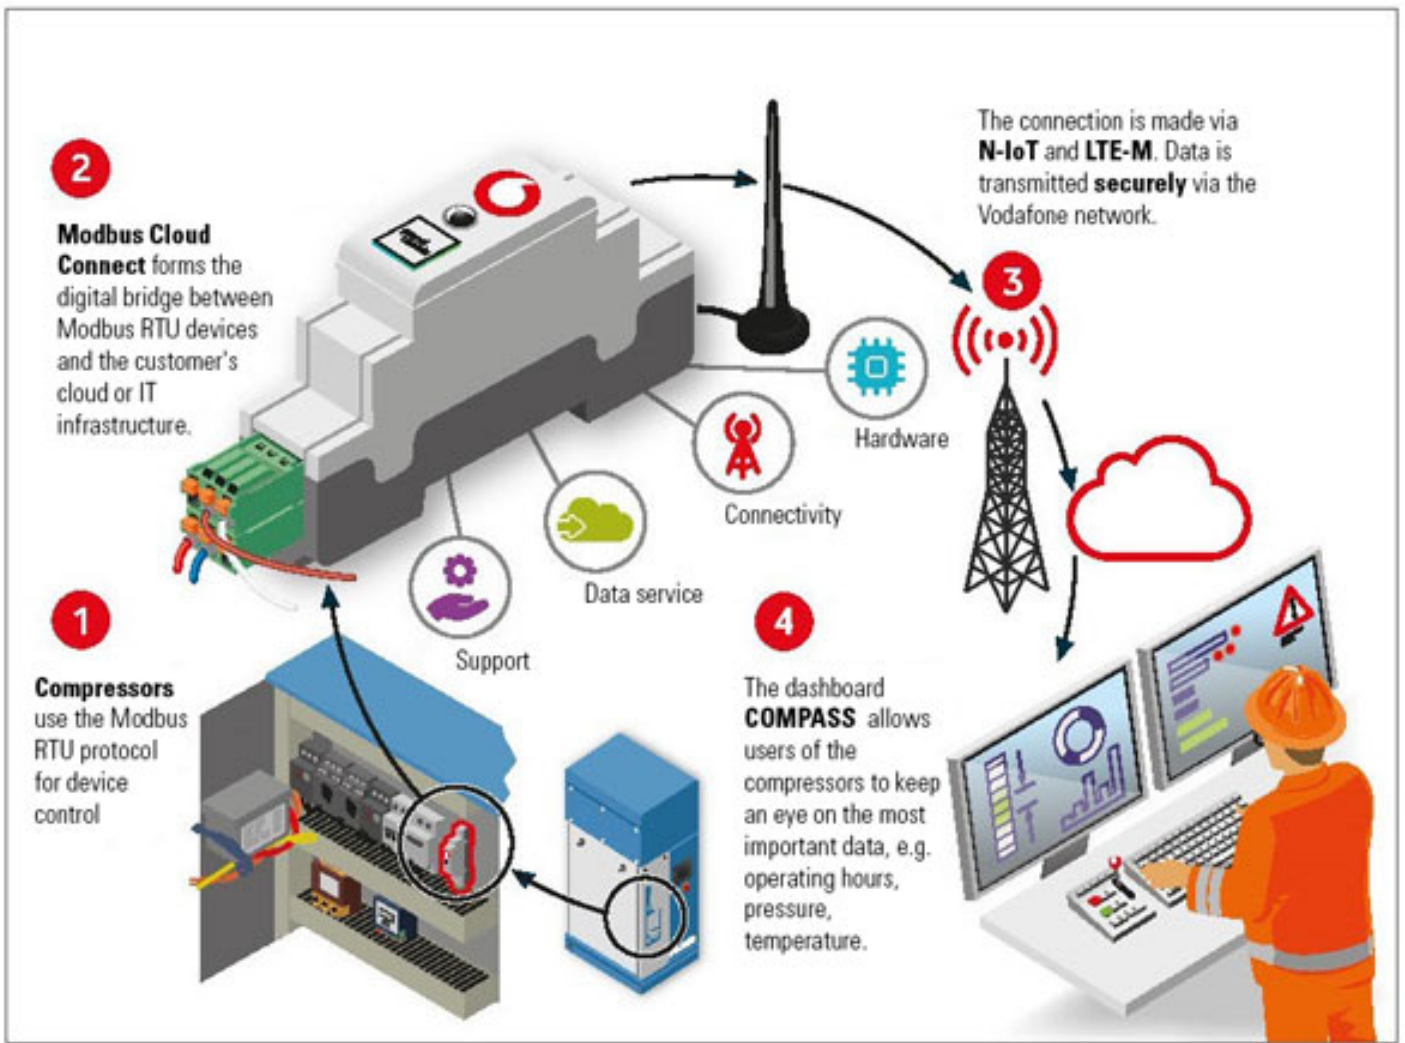 2
Modbus Cloud
Connect forms the
digital bridge between
Modbus RTU devices
and the customer's
cloud or IT
infrastructure.
The connection is made via
N-IoT and LTE-M. Data is
transmitted securely via the
Vodafone network.
3
Hardware
Connectivity
Data service
Support
1
Compressors
use the Modbus
RTU protocol
for device
control
4
The dashboard
COMPASS allows
users of the
compressors to keep
an eye on the most
important data, e.g.
operating hours,
pressure,
temperature.